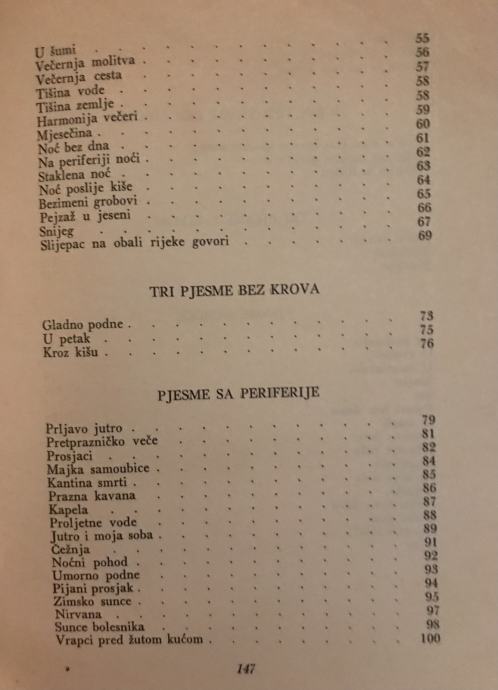 U šumi . . . . . . . . . . . . 55
Večernja molitva . . . . . . . . . . 56
Večernja cesta . . . . . . . . . . 57
Tišina vode . . . . . . . . . . . 58
Tišina zemlje . . . . . . . . . . . 58
Harmonija večeri . . . . . . . . . . 59
Mjesečina . . . . . . . . . . . . 60
Noć bez dna . . . . . . . . . . . 61
Na periferiji noći . . . . . . . . . . 62
Staklena noć . . . . . . . . . . . 63
Noć poslije kiše . . . . . . . . . . 64
Bezimeni grobovi . . . . . . . . . . 65
Pejzaž u jeseni . . . . . . . . . . 66
Snijeg . . . . . . . . . . . . 67
Slijepac na obali rijeke govori . . . . . . . 69
TRI PJESME BEZ KROVA
Gladno podne . . . . . . . . . . . 73
U petak . . . . . . . . . . . . 75
Kroz kišu . . . . . . . . . . . . 76
PJESME SA PERIFERIJE
Prljavo jutro . . . . . . . . . . . 79
Pretprazničko veče . . . . . . . . . 81
Prosjaci . . . . . . . . . . . . 82
Majka samoubice . . . . . . . . . . 84
Kantina smrti . . . . . . . . . . . 85
Prazna kavana . . . . . . . . . . 86
Kapela . . . . . . . . . . . . 87
Proljetne vode . . . . . . . . . . 88
Jutro i moja soba . . . . . . . . . . 89
Čežnja . . . . . . . . . . . . 91
Noćni pohod . . . . . . . . . . . 92
Umorno podne . . . . . . . . . . 93
Pijani prosjak . . . . . . . . . . . 94
Zimsko sunce . . . . . . . . . . . 95
Nirvana . . . . . . . . . . . . 97
Sunce bolesnika . . . . . . . . . . 98
Vrapci pred žutom kućom . . . . . . . . 100
147